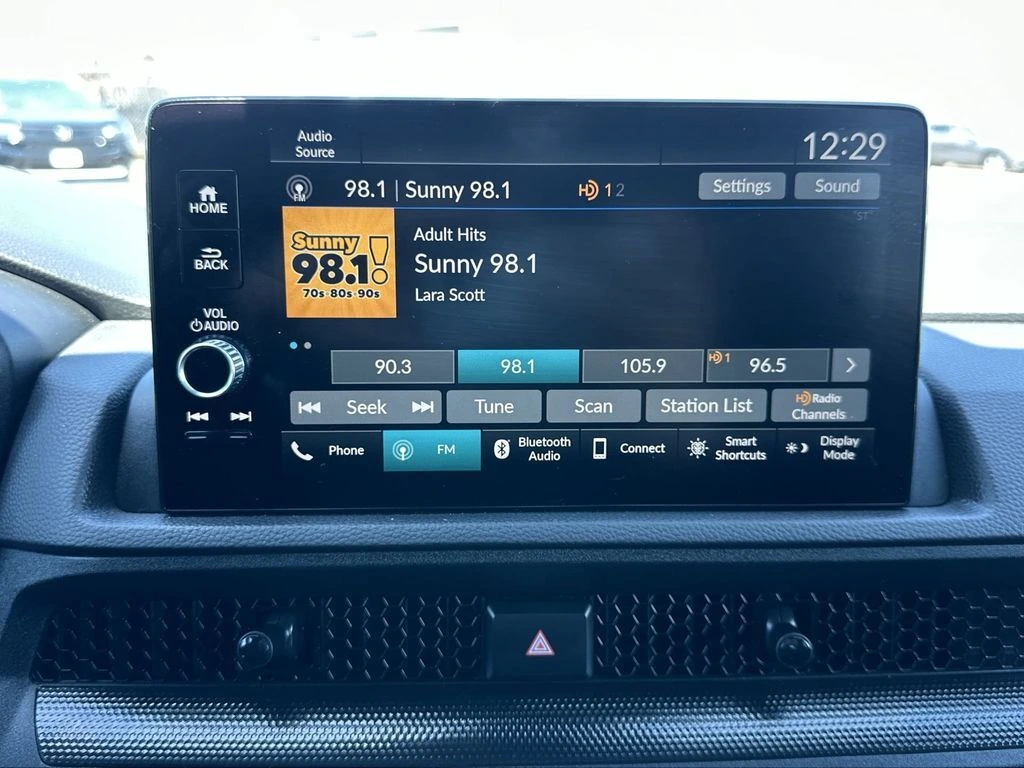 Audio
Source
12:29
FM
98.1 | Sunny 98.1
HD 1 2
Settings
Sound
HOME
"ST"
Sunny
98.1!
70s·80s·90s
Adult Hits
Sunny 98.1
Lara Scott
BACK
VOL
AUDIO
90.3
98.1
105.9
HD 1 96.5
Seek
Tune
Scan
Station List
HD Radio
Channels
Phone
FM
Bluetooth
Audio
Connect
Smart
Shortcuts
Display
Mode